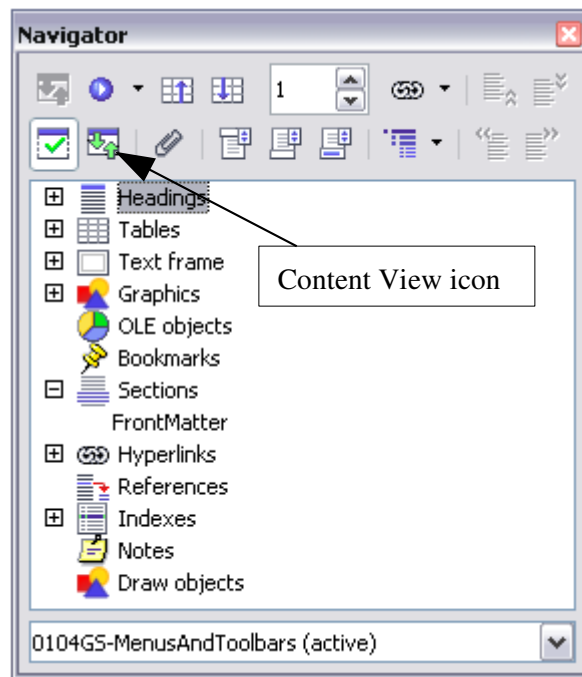 Navigator
1
Headings
Tables
Text frame
Content View icon
Graphics
OLE objects
Bookmarks
Sections
FrontMatter
Hyperlinks
References
Indexes
Notes
Draw objects
0104GS-MenusAndToolbars (active)